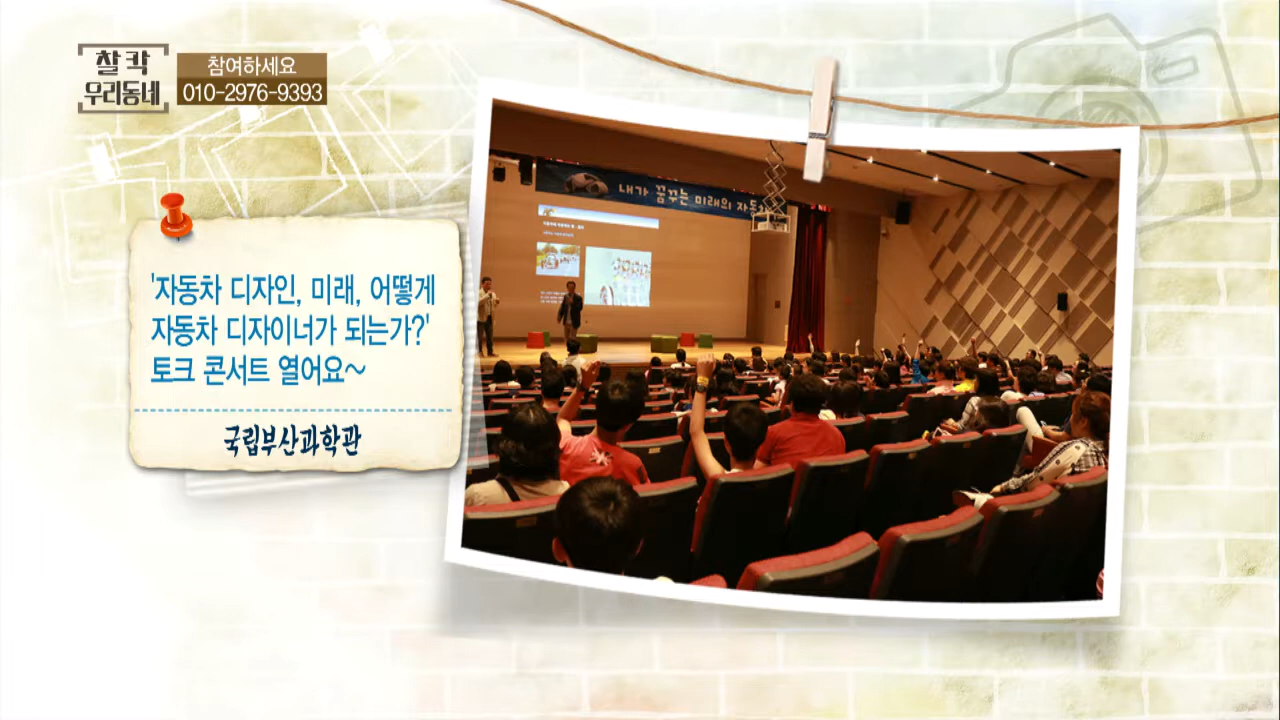 찰칵
우리동네
참여하세요
010-2976-9393
내가 꿈꾸는 미래의 자동차
'자동차 디자인, 미래, 어떻게
자동차 디자이너가 되는가?'
토크 콘서트 열어요~
국립부산과학관